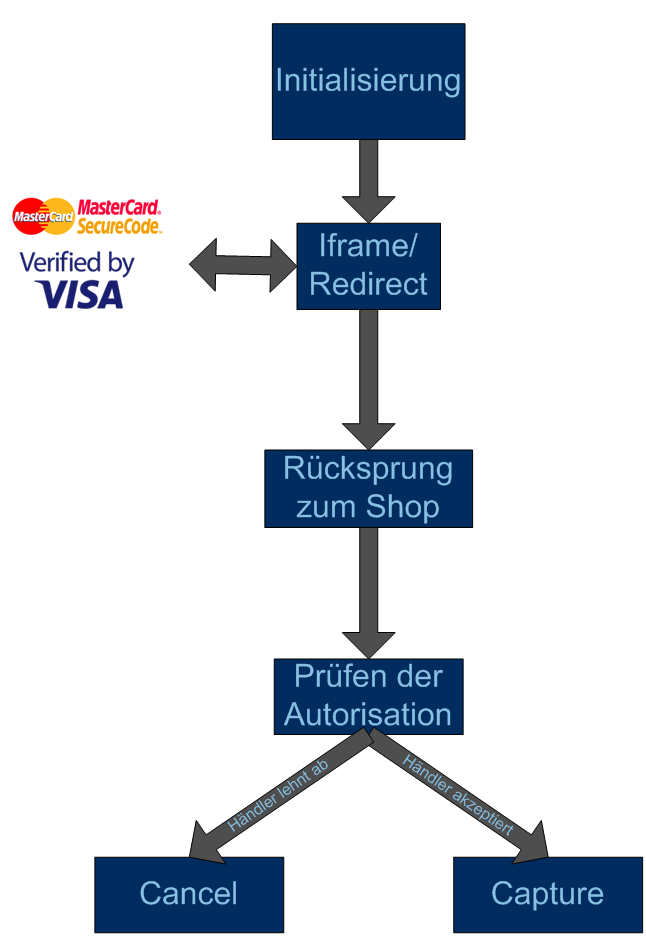 Initialisierung
MasterCard
MasterCard.
SecureCode.
Verified by
VISA
Iframe/
Redirect
Rücksprung
zum Shop
Prüfen der
Autorisation
Händler lehnt ab
Händler akzeptiert
Cancel
Capture